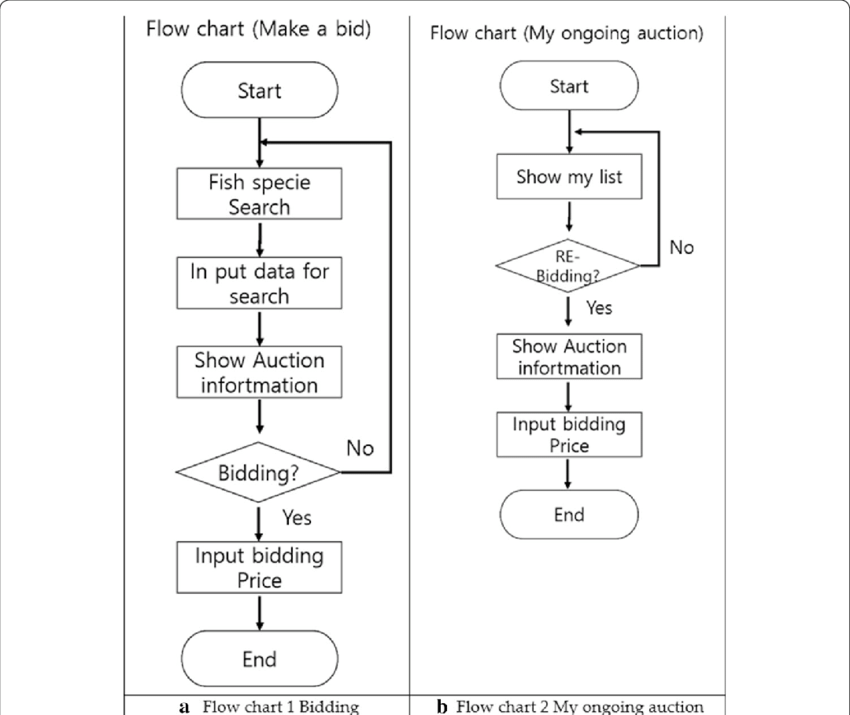 Flow chart (Make a bid)
Start
Fish specie
Search
In put data for
search
Show Auction
infortmation
Bidding?
No
Yes
Input bidding
Price
End
a Flow chart 1 Bidding
Flow chart (My ongoing auction)
Start
Show my list
RE-
Bidding?
No
Yes
Show Auction
infortmation
Input bidding
Price
End
b Flow chart 2 My ongoing auction